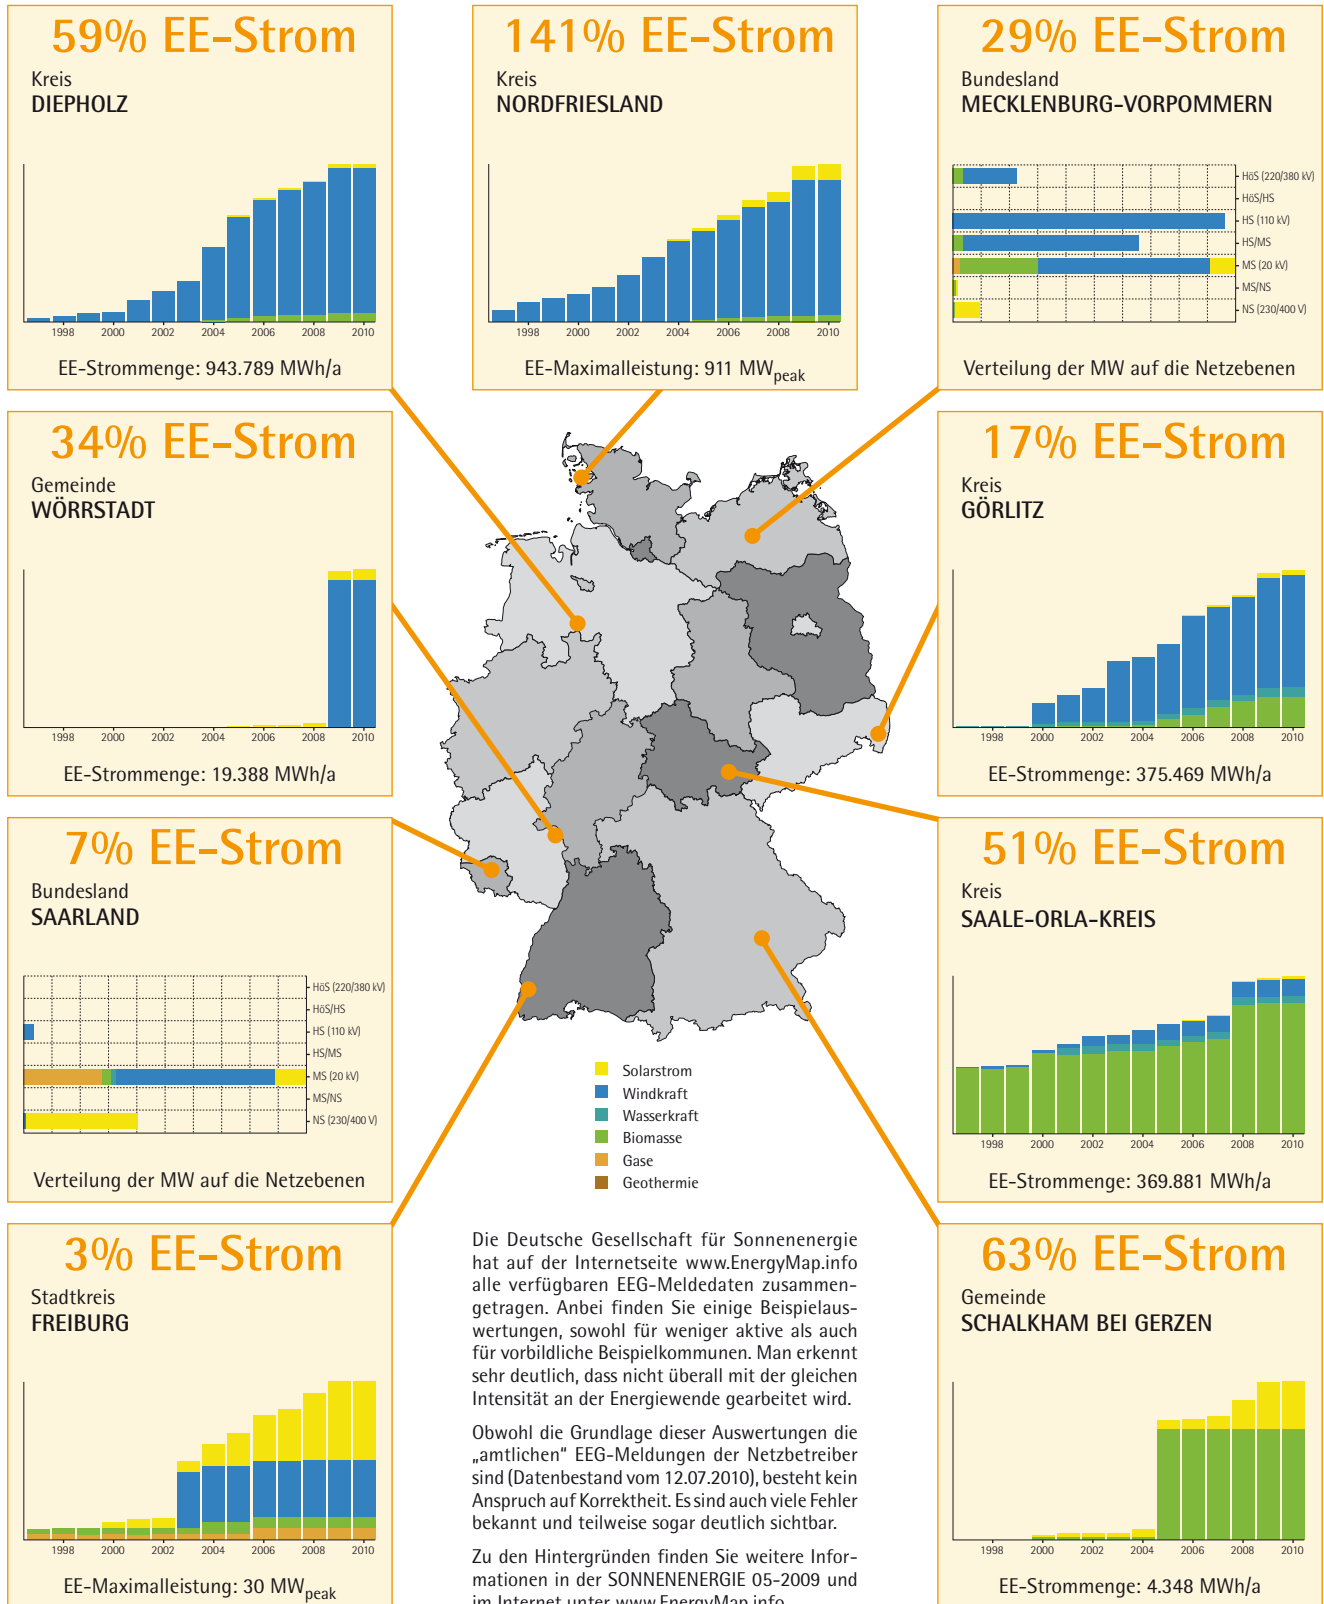 59% EE-Strom
Kreis
DIEPHOLZ
1998 2000 2002 2004 2006 2008 2010
EE-Strommenge: 943.789 MWh/a
141% EE-Strom
Kreis
NORDFRIESLAND
1998 2000 2002 2004 2006 2008 2010
EE-Maximalleistung: 911 MWpeak
29% EE-Strom
Bundesland
MECKLENBURG-VORPOMMERN
HöS (220/380 kV)
HöS/HS
HS (110 kV)
HS/MS
MS (20 kV)
MS/NS
NS (230/400 V)
Verteilung der MW auf die Netzebenen
34% EE-Strom
Gemeinde
WÖRRSTADT
1998 2000 2002 2004 2006 2008 2010
EE-Strommenge: 19.388 MWh/a
17% EE-Strom
Kreis
GÖRLITZ
1998 2000 2002 2004 2006 2008 2010
EE-Strommenge: 375.469 MWh/a
7% EE-Strom
Bundesland
SAARLAND
HöS (220/380 kV)
HöS/HS
HS (110 kV)
HS/MS
MS (20 kV)
MS/NS
NS (230/400 V)
Verteilung der MW auf die Netzebenen
51% EE-Strom
Kreis
SAALE-ORLA-KREIS
1998 2000 2002 2004 2006 2008 2010
EE-Strommenge: 369.881 MWh/a
Solarstrom
Windkraft
Wasserkraft
Biomasse
Gase
Geothermie
3% EE-Strom
Stadtkreis
FREIBURG
1998 2000 2002 2004 2006 2008 2010
EE-Maximalleistung: 30 MWpeak
Die Deutsche Gesellschaft für Sonnenenergie
hat auf der Internetseite www.EnergyMap.info
alle verfügbaren EEG-Meldedaten zusammen-
getragen. Anbei finden Sie einige Beispielaus-
wertungen, sowohl für weniger aktive als auch
für vorbildliche Beispielkommunen. Man erkennt
sehr deutlich, dass nicht überall mit der gleichen
Intensität an der Energiewende gearbeitet wird.
Obwohl die Grundlage dieser Auswertungen die
„amtlichen“ EEG-Meldungen der Netzbetreiber
sind (Datenbestand vom 12.07.2010), besteht kein
Anspruch auf Korrektheit. Es sind auch viele Fehler
bekannt und teilweise sogar deutlich sichtbar.
Zu den Hintergründen finden Sie weitere Infor-
mationen in der SONNENENERGIE 05-2009 und
im Internet unter www.EnergyMap.info
63% EE-Strom
Gemeinde
SCHALKHAM BEI GERZEN
1998 2000 2002 2004 2006 2008 2010
EE-Strommenge: 4.348 MWh/a